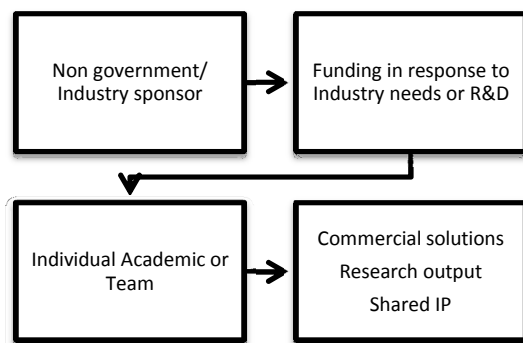 Non government/
Industry sponsor
Funding in response to
Industry needs or R&D
Individual Academic or
Team
Commercial solutions
Research output
Shared IP